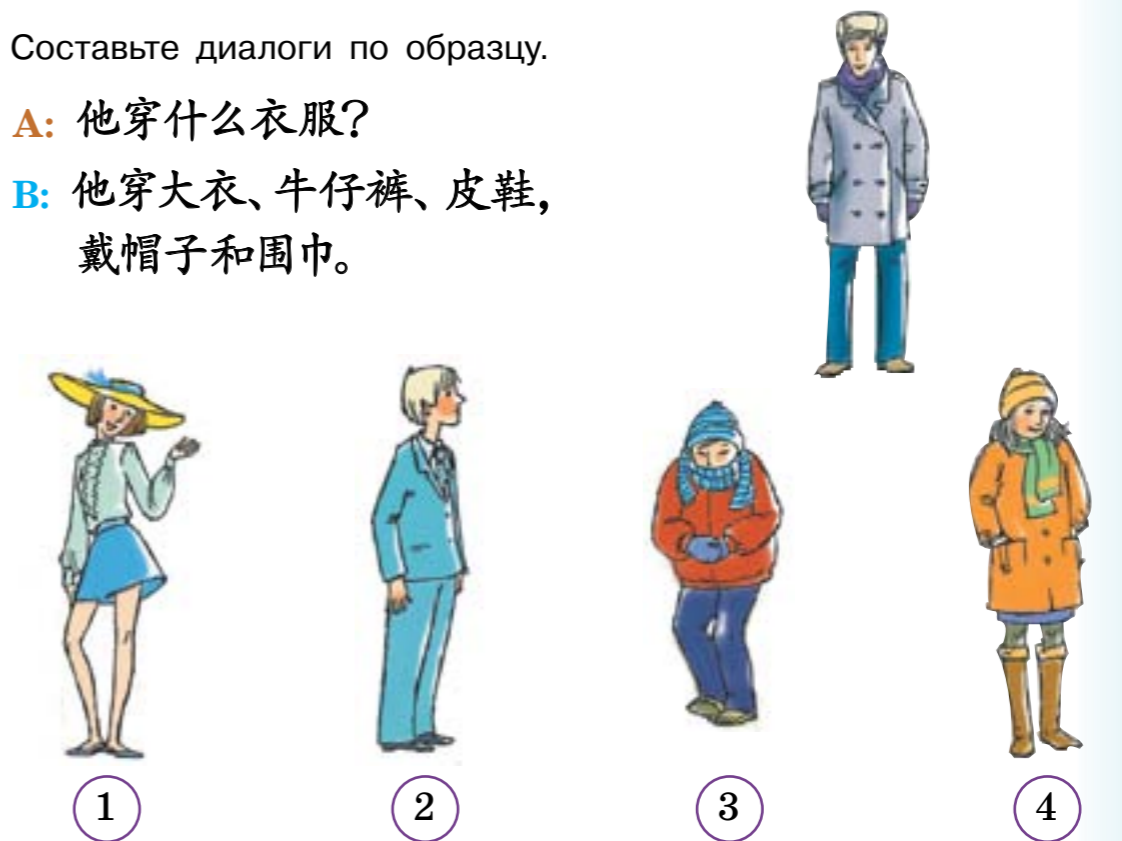 Составьте диалоги по образцу.
A: 他穿什么衣服？
B: 他穿大衣、牛仔裤、皮鞋，
戴帽子和围巾。
1
2
3
4